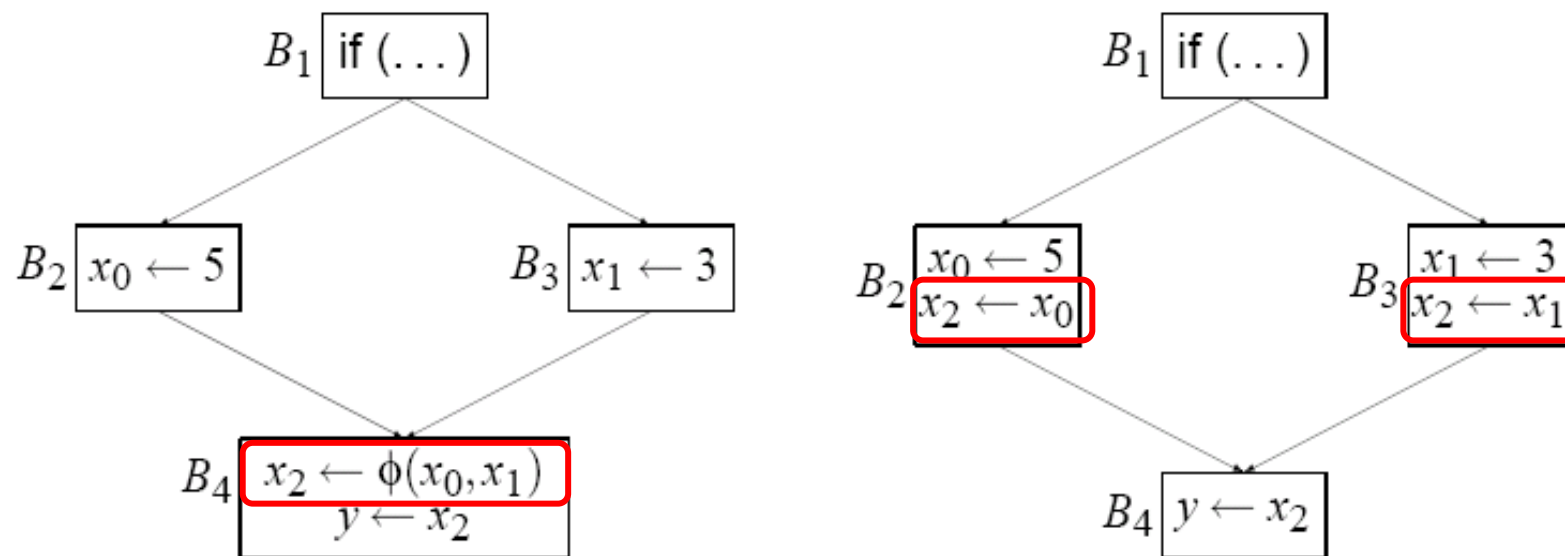 B₁ if (...)
B₂ x₀ ← 5
B₃ x₁ ← 3
B₄ x₂ ← ϕ(x₀,x₁)
y ← x₂
B₁ if (...)
B₂ x₀ ← 5
x₂ ← x₀
B₃ x₁ ← 3
x₂ ← x₁
B₄ y ← x₂